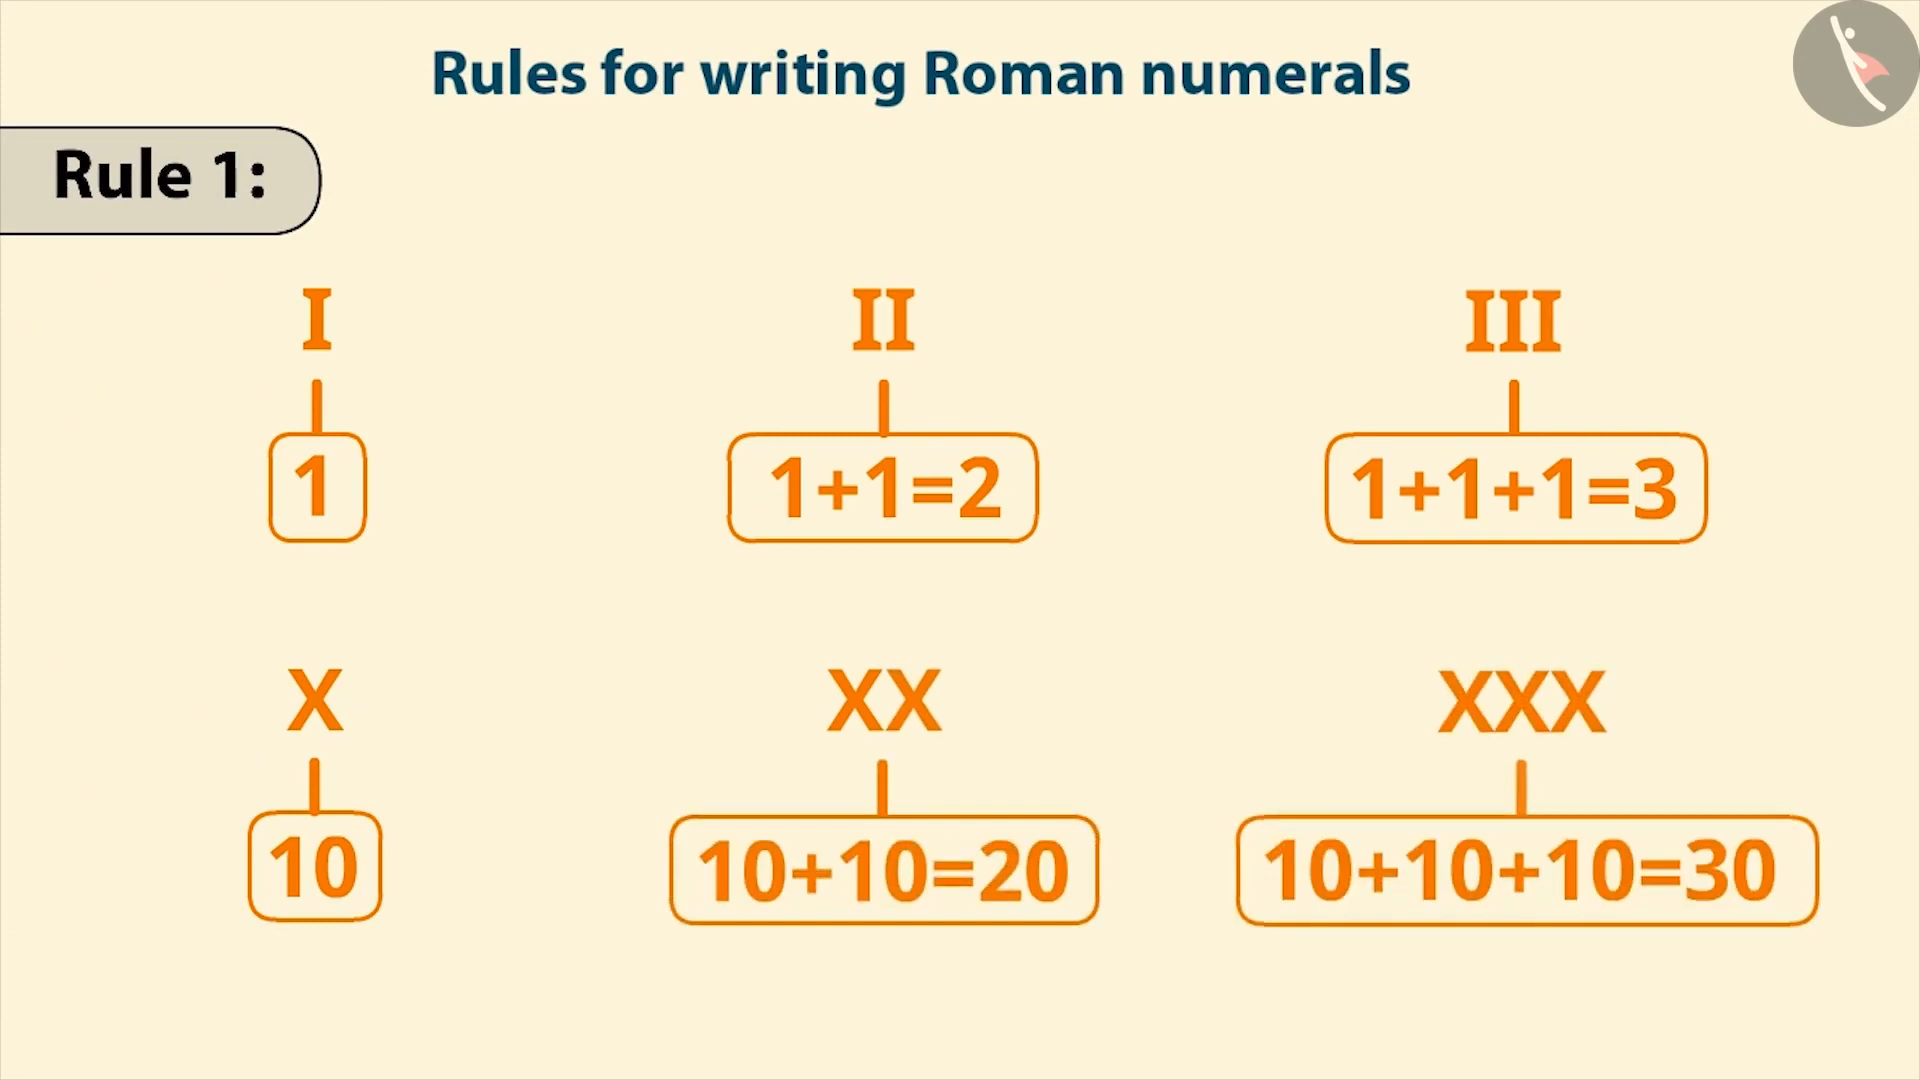 Rules for writing Roman numerals
Rule 1:
I II III
1 1+1=2 1+1+1=3
X XX XXX
10 10+10=20 10+10+10=30